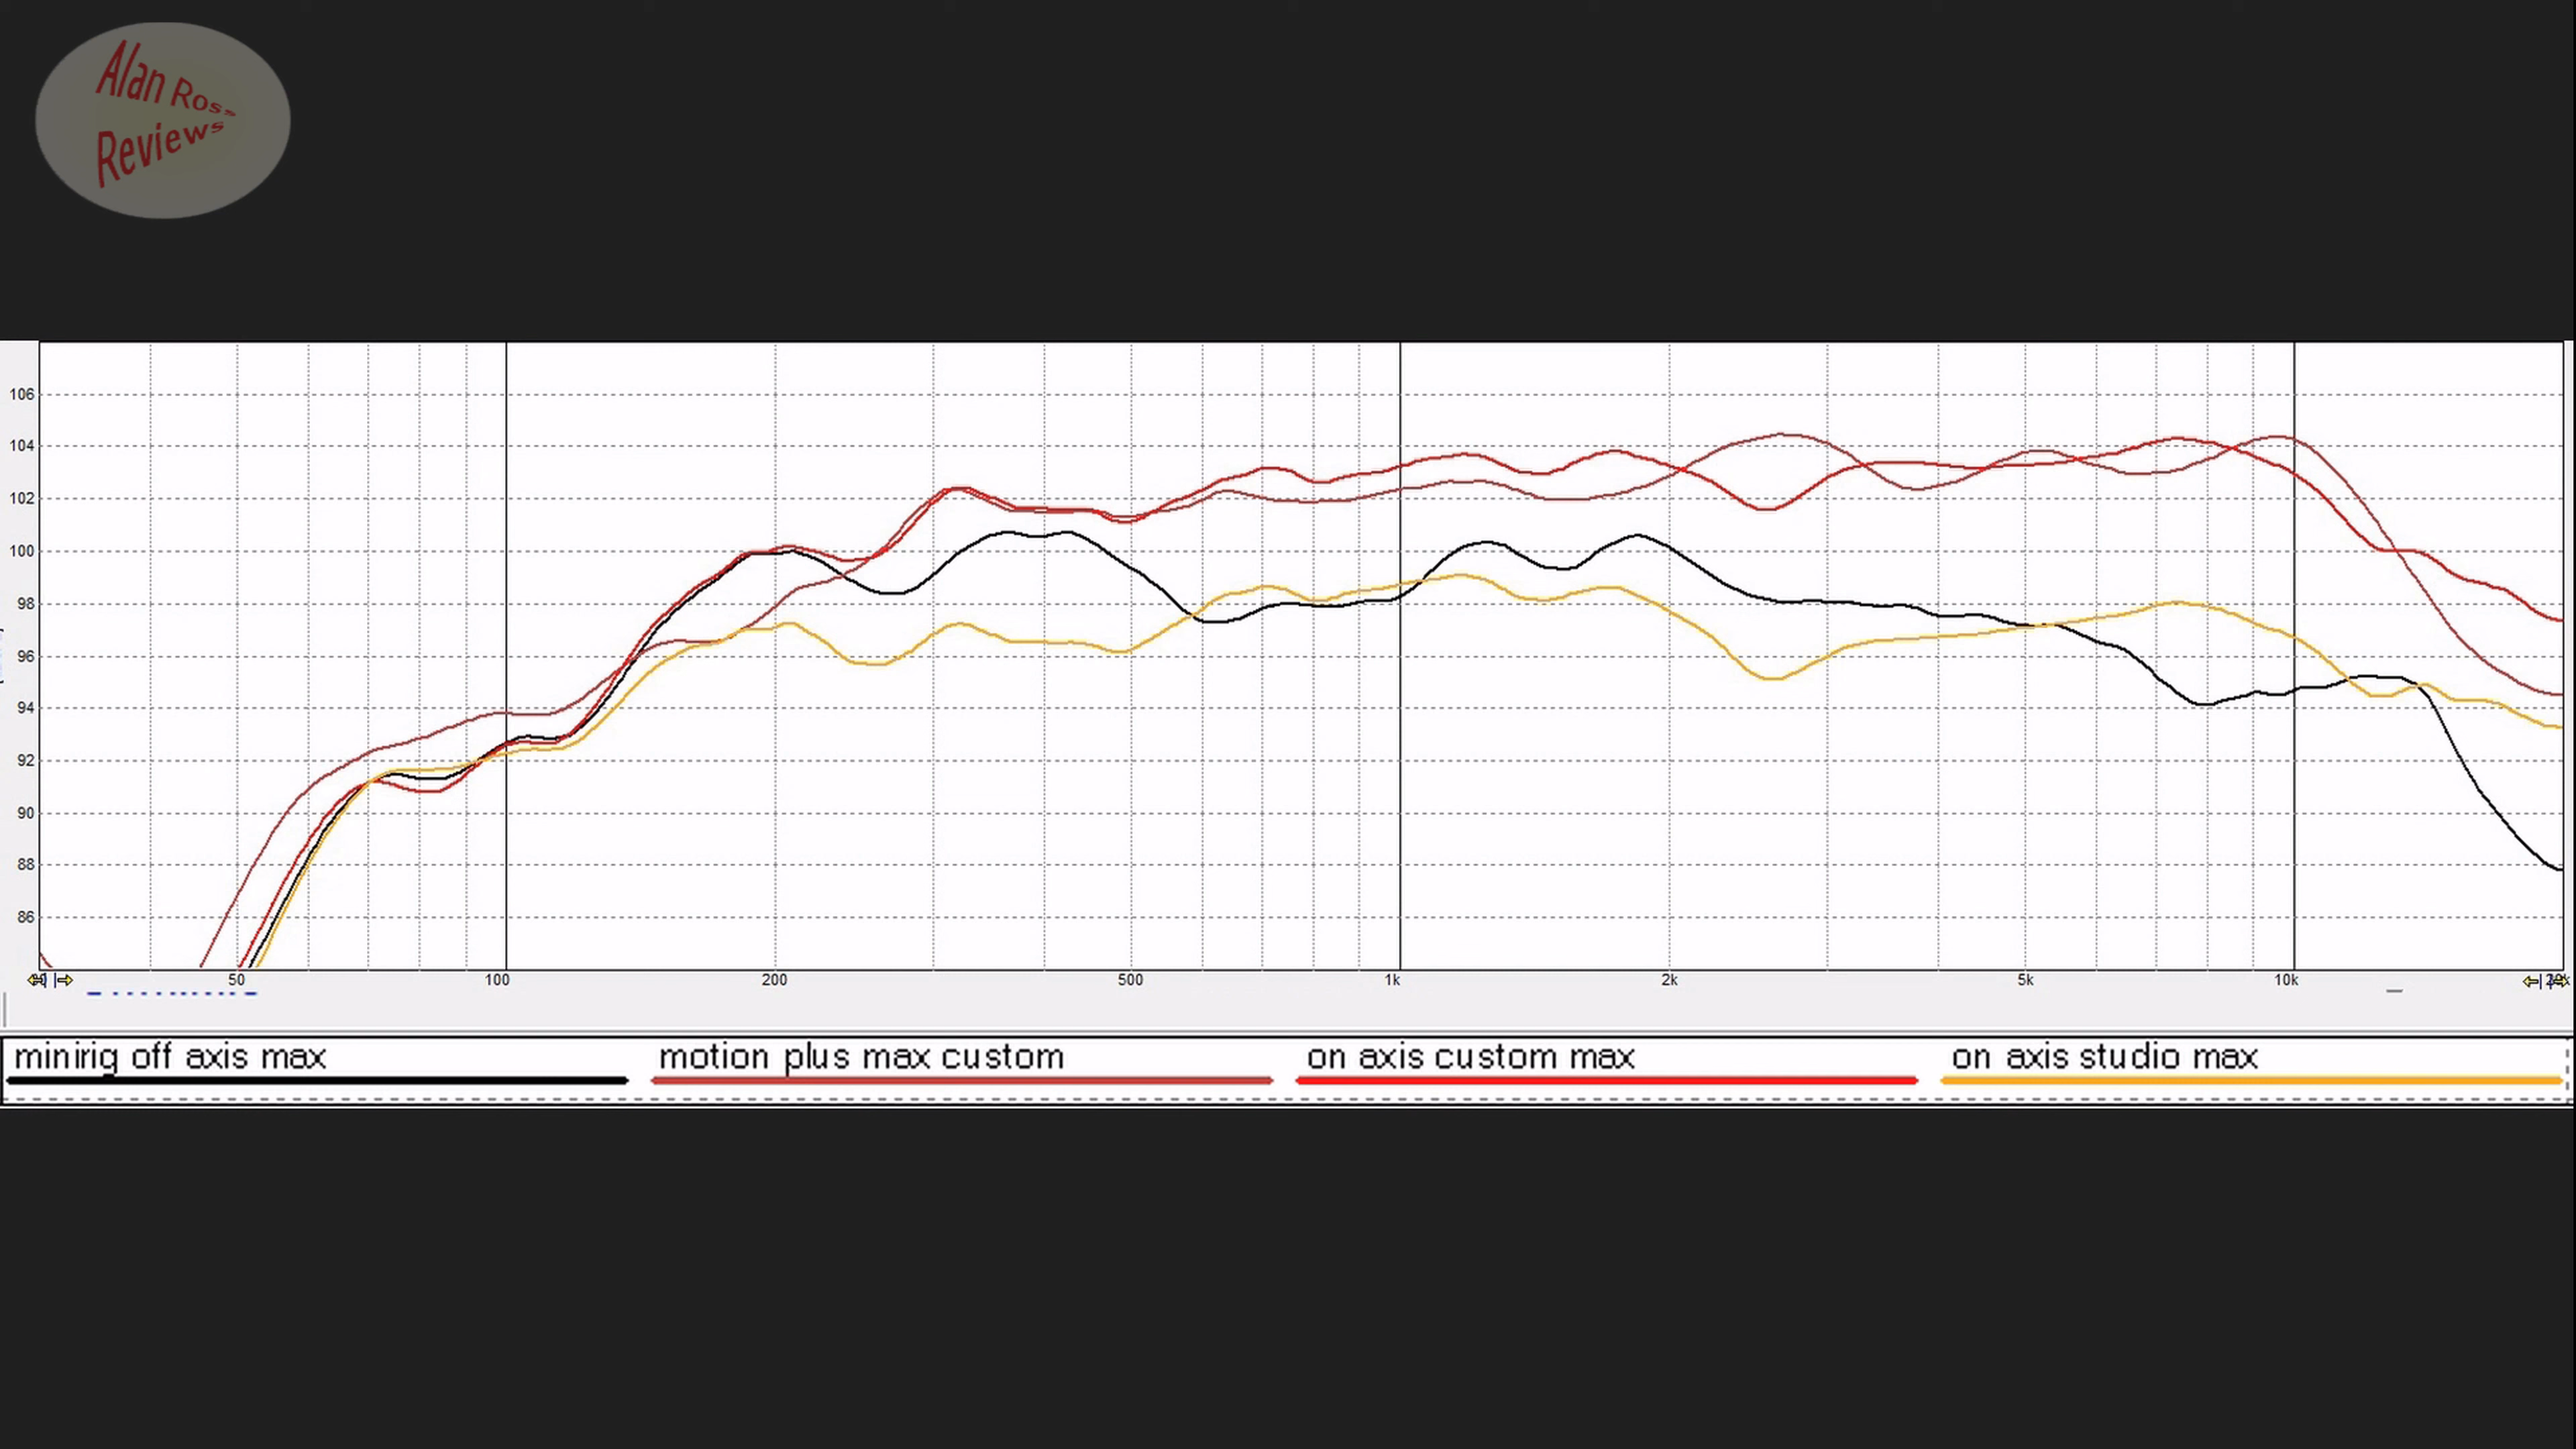 Alan Ross
Reviews
106
104
102
100
98
96
94
92
90
88
86
50 100 200 500 1k 2k 5k 10k
minirig off axis max motion plus max custom on axis custom max on axis studio max